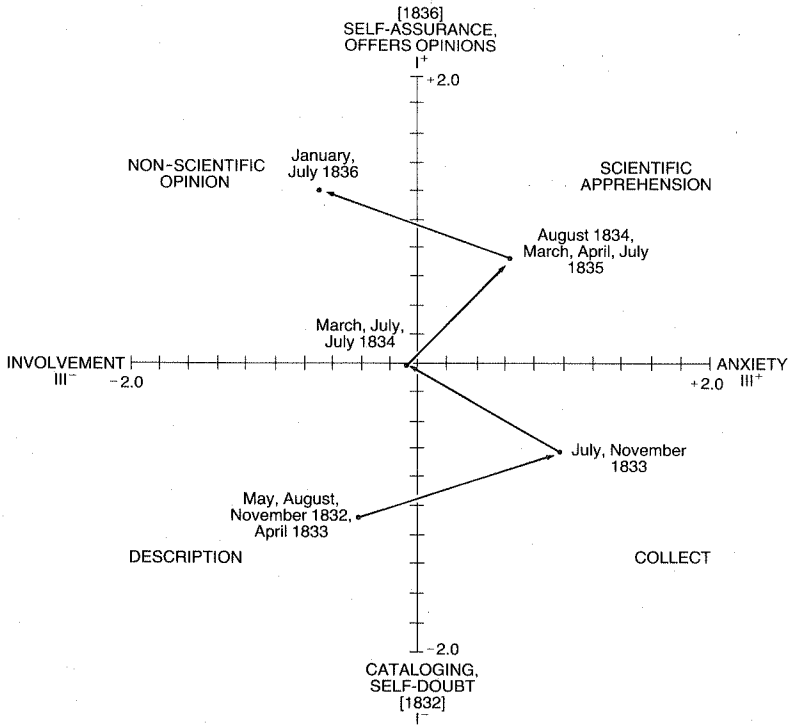 [1836]
SELF-ASSURANCE,
OFFERS OPINIONS
I+
+2.0
NON-SCIENTIFIC
OPINION
January,
July 1836
SCIENTIFIC
APPREHENSION
August 1834,
March, April, July
1835
March, July,
July 1834
INVOLVEMENT
III-
-2.0
ANXIETY
+2.0
III+
July, November
1833
May, August,
November 1832,
April 1833
DESCRIPTION
COLLECT
-2.0
CATALOGING,
SELF-DOUBT
[1832]
I-